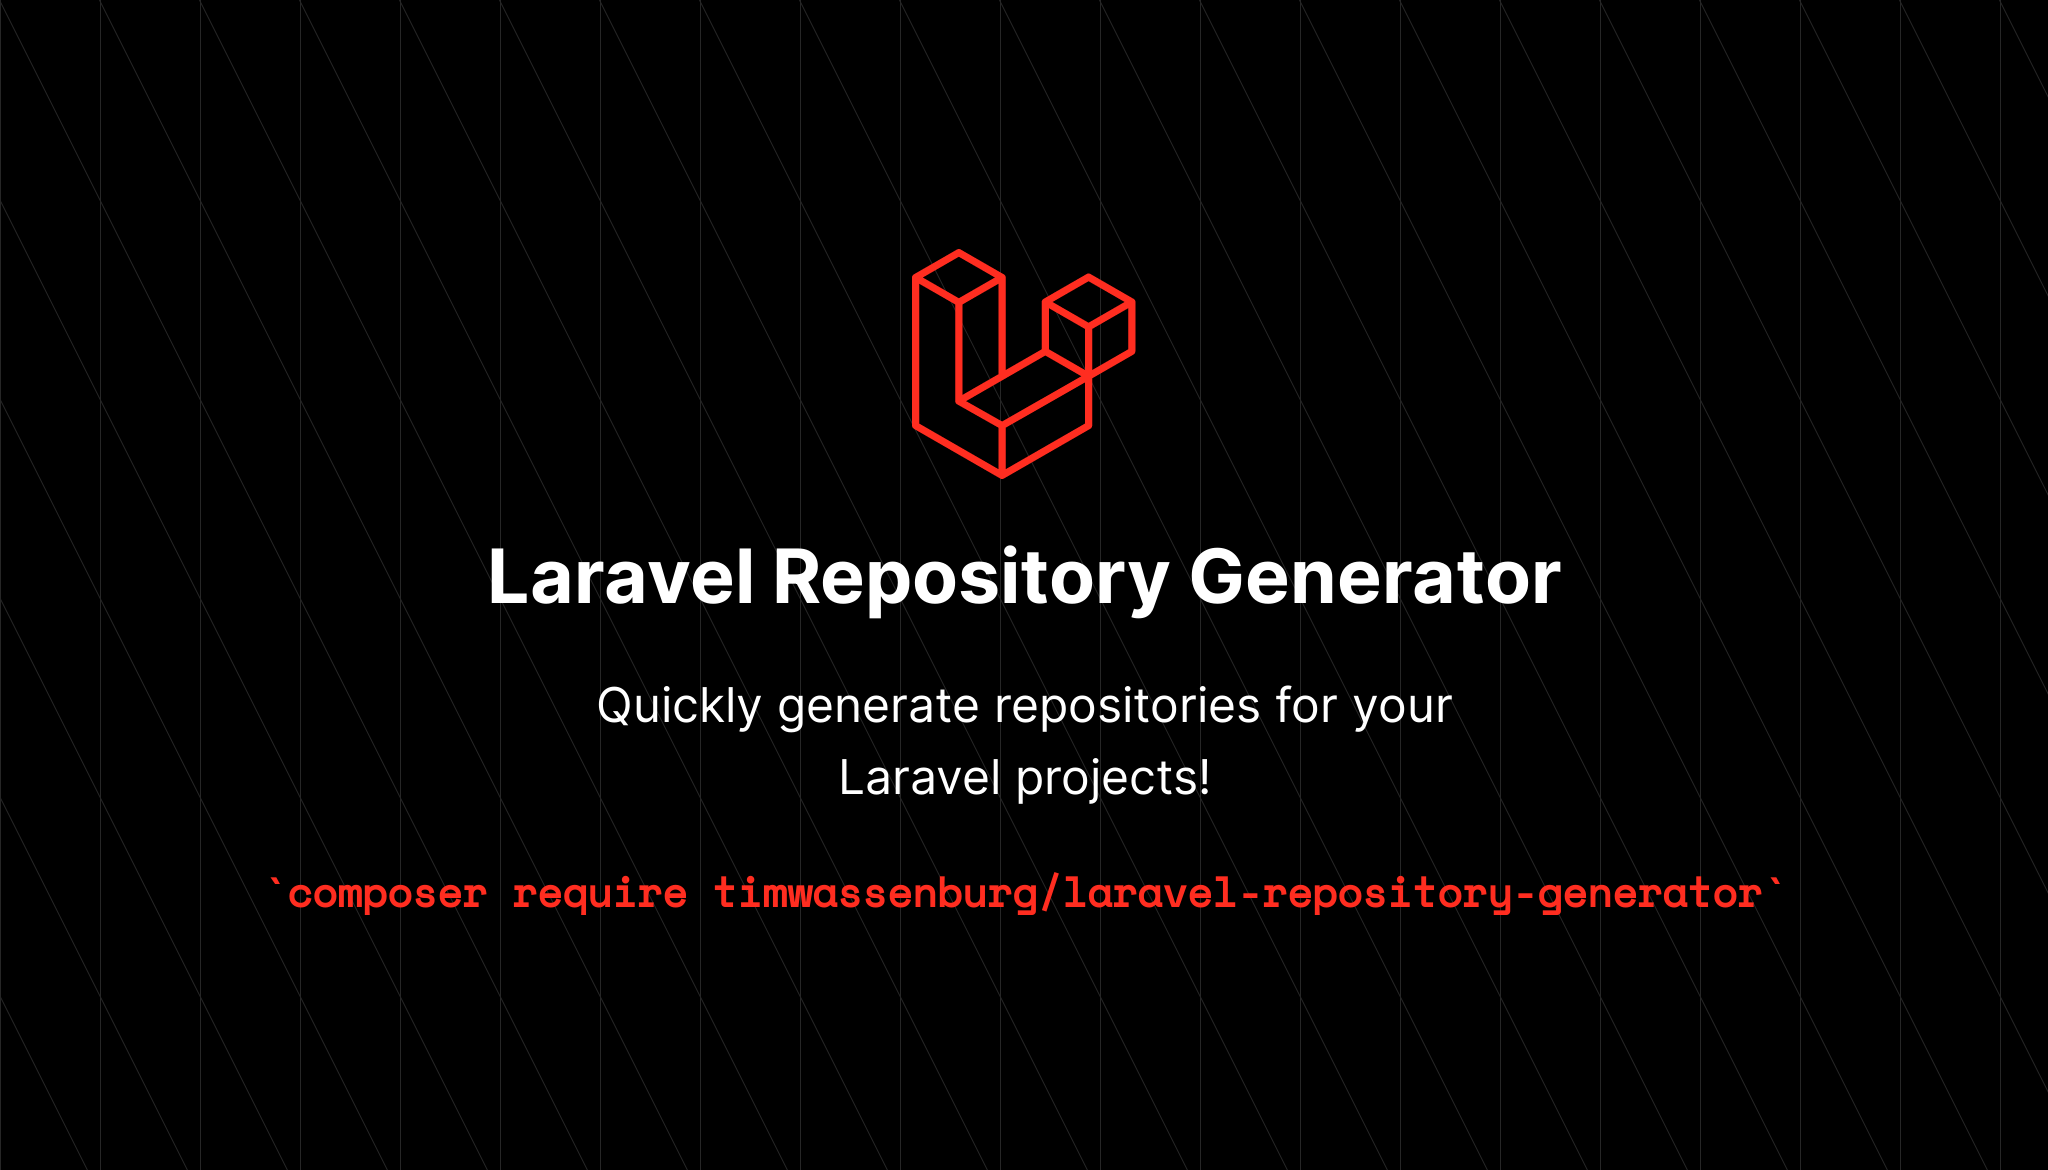 Laravel Repository Generator
Quickly generate repositories for your
Laravel projects!
`composer require timwassenburg/laravel-repository-generator`